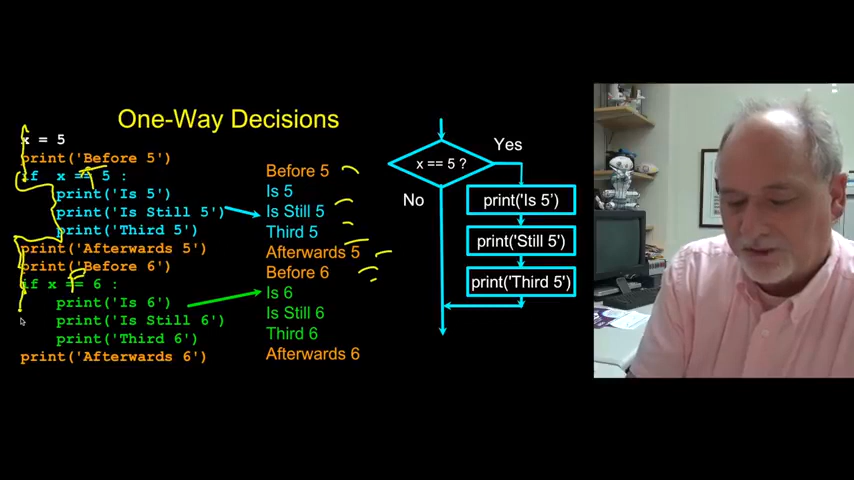 One-Way Decisions
x = 5
print('Before 5')
if x == 5 :
print('Is 5')
print('Is Still 5')
print('Third 5')
print('Afterwards 5')
print('Before 6')
if x == 6 :
print('Is 6')
print('Is Still 6')
print('Third 6')
print('Afterwards 6')
Before 5
Is 5
Is Still 5
Third 5
Afterwards 5
Before 6
Is 6
Is Still 6
Third 6
Afterwards 6
x == 5 ?
Yes
No
print('Is 5')
print('Still 5')
print('Third 5')